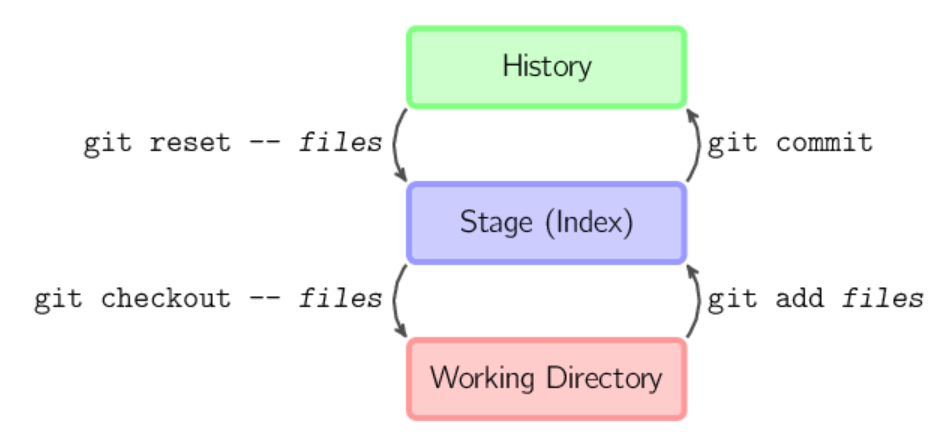 History
git reset -- files
git commit
Stage (Index)
git checkout -- files
git add files
Working Directory